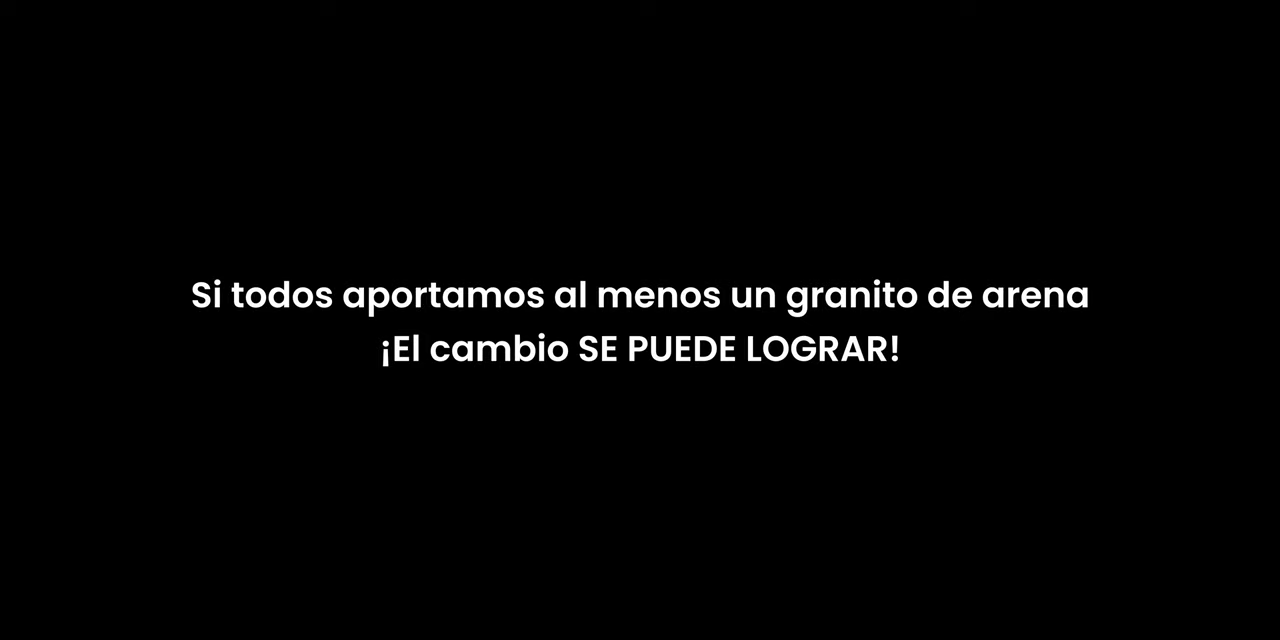 Si todos aportamos al menos un granito de arena
¡El cambio SE PUEDE LOGRAR!